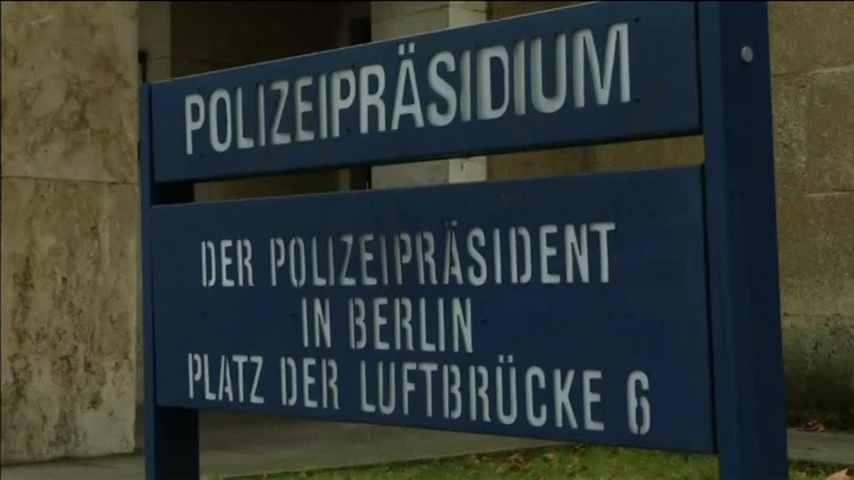 POLIZEIPRÄSIDIUM
DER POLIZEIPRÄSIDENT
IN BERLIN
PLATZ DER LUFTBRÜCKE 6